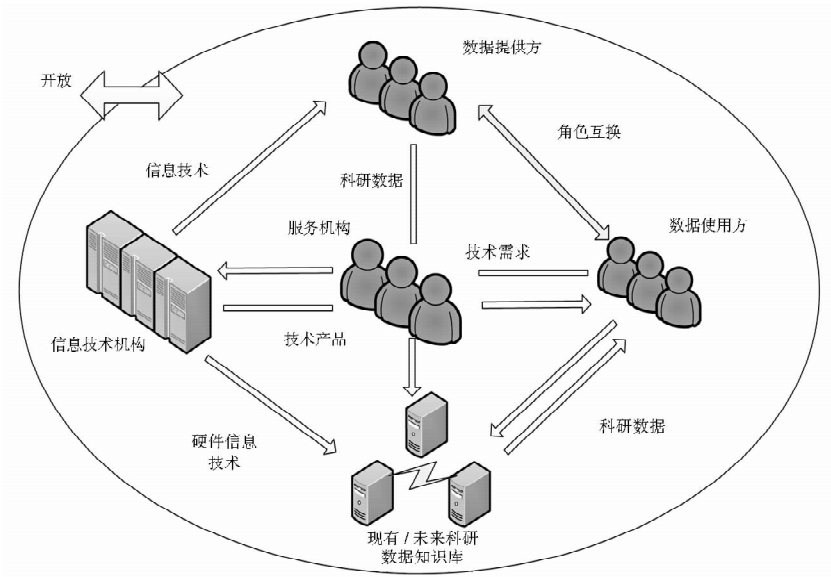 数据提供方
开放
角色互换
信息技术
科研数据
服务机构
数据使用方
技术需求
信息技术机构
技术产品
科研数据
硬件信息
技术
现有 / 未来科研
数据知识库